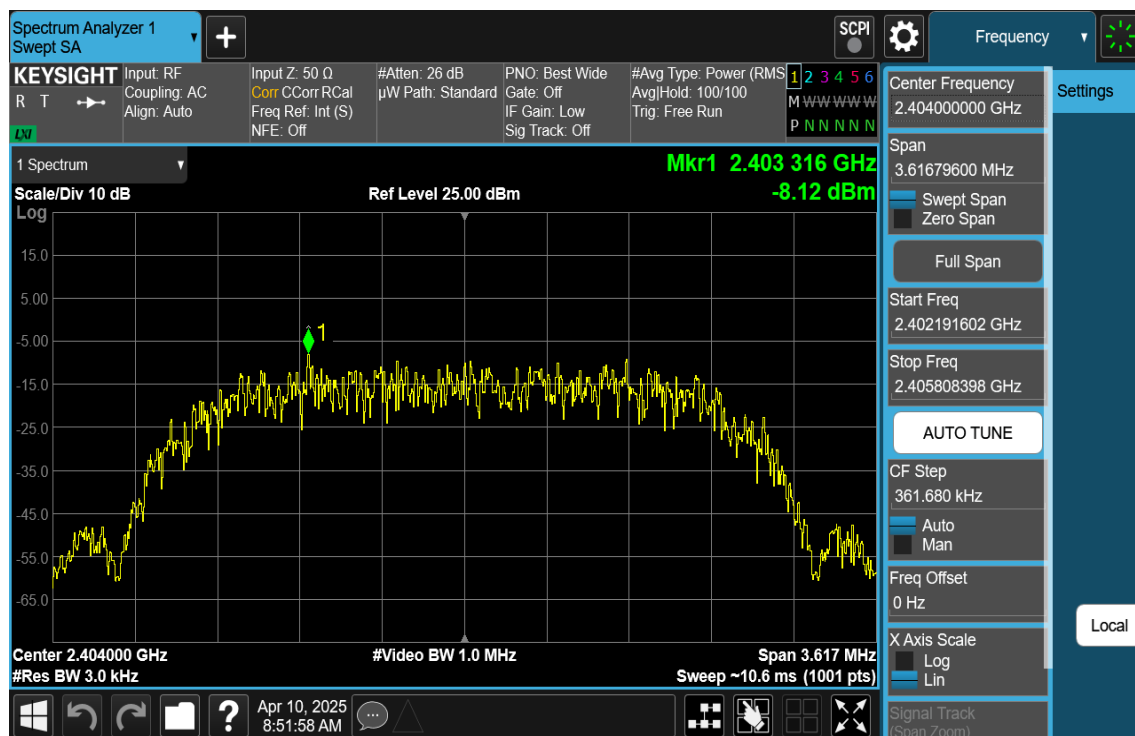 Spectrum Analyzer 1
Swept SA
+
SCPI
Frequency
KEYSIGHT
R T
LXI
Input: RF
Coupling: AC
Align: Auto
Input Z: 50 Ω
Corr CCorr RCal
Freq Ref: Int (S)
NFE: Off
#Atten: 26 dB
µW Path: Standard
PNO: Best Wide
Gate: Off
IF Gain: Low
Sig Track: Off
#Avg Type: Power (RMS
Avg|Hold: 100/100
Trig: Free Run
1 2 3 4 5 6
M W W W W W
P N N N N N
1 Spectrum
Mkr1 2.403 316 GHz
-8.12 dBm
Scale/Div 10 dB
Ref Level 25.00 dBm
Log
15.0
5.00
-5.00
-15.0
-25.0
-35.0
-45.0
-55.0
-65.0
1
Center 2.404000 GHz
#Video BW 1.0 MHz
Span 3.617 MHz
#Res BW 3.0 kHz
Sweep ~10.6 ms (1001 pts)
?
Apr 10, 2025
8:51:58 AM
Center Frequency
2.404000000 GHz
Span
3.61679600 MHz
Swept Span
Zero Span
Full Span
Start Freq
2.402191602 GHz
Stop Freq
2.405808398 GHz
AUTO TUNE
CF Step
361.680 kHz
Auto
Man
Freq Offset
0 Hz
X Axis Scale
Log
Lin
Signal Track
(Span Zoom)
Settings
Local